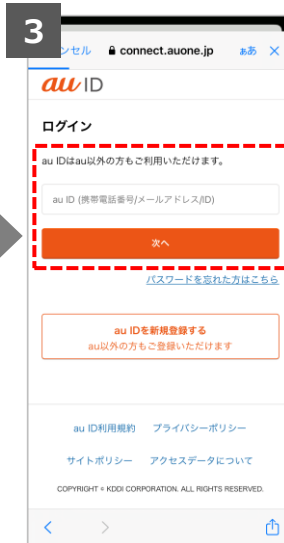 3
ンセル connect.auone.jp ぁあ ×
au ID
ログイン
au IDはau以外の方もご利用いただけます。
au ID (携帯電話番号/メールアドレス/ID)
次へ
パスワードを忘れた方はこちら
au IDを新規登録する
au以外の方もご登録いただけます
au ID利用規約 プライバシーポリシー
サイトポリシー アクセスデータについて
COPYRIGHT © KDDI CORPORATION. ALL RIGHTS RESERVED.